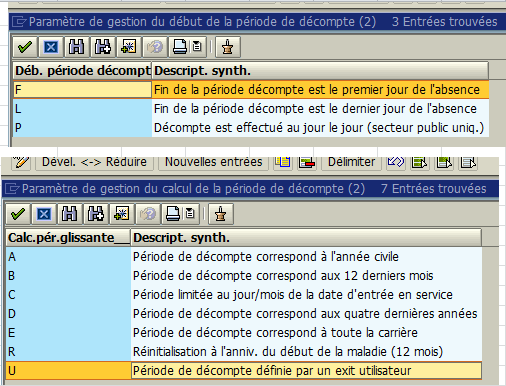 Paramètre de gestion du début de la période de décompte (2) 3 Entrées trouvées
Déb. période décompt Descript. synth.
F Fin de la période décompte est le premier jour de l'absence
L Fin de la période décompte est le dernier jour de l'absence
P Décompte est effectué au jour le jour (secteur public uniq.)
Dével. <-> Réduire Nouvelles entrées Délimiter
Paramètre de gestion du calcul de la période de décompte (2) 7 Entrées trouvées
Calc.pér.glissante__ Descript. synth.
A Période de décompte correspond à l'année civile
B Période de décompte correspond aux 12 derniers mois
C Période limitée au jour/mois de la date d'entrée en service
D Période de décompte correspond aux quatre dernières années
E Période de décompte correspond à toute la carrière
R Réinitialisation à l'anniv. du début de la maladie (12 mois)
U Période de décompte définie par un exit utilisateur